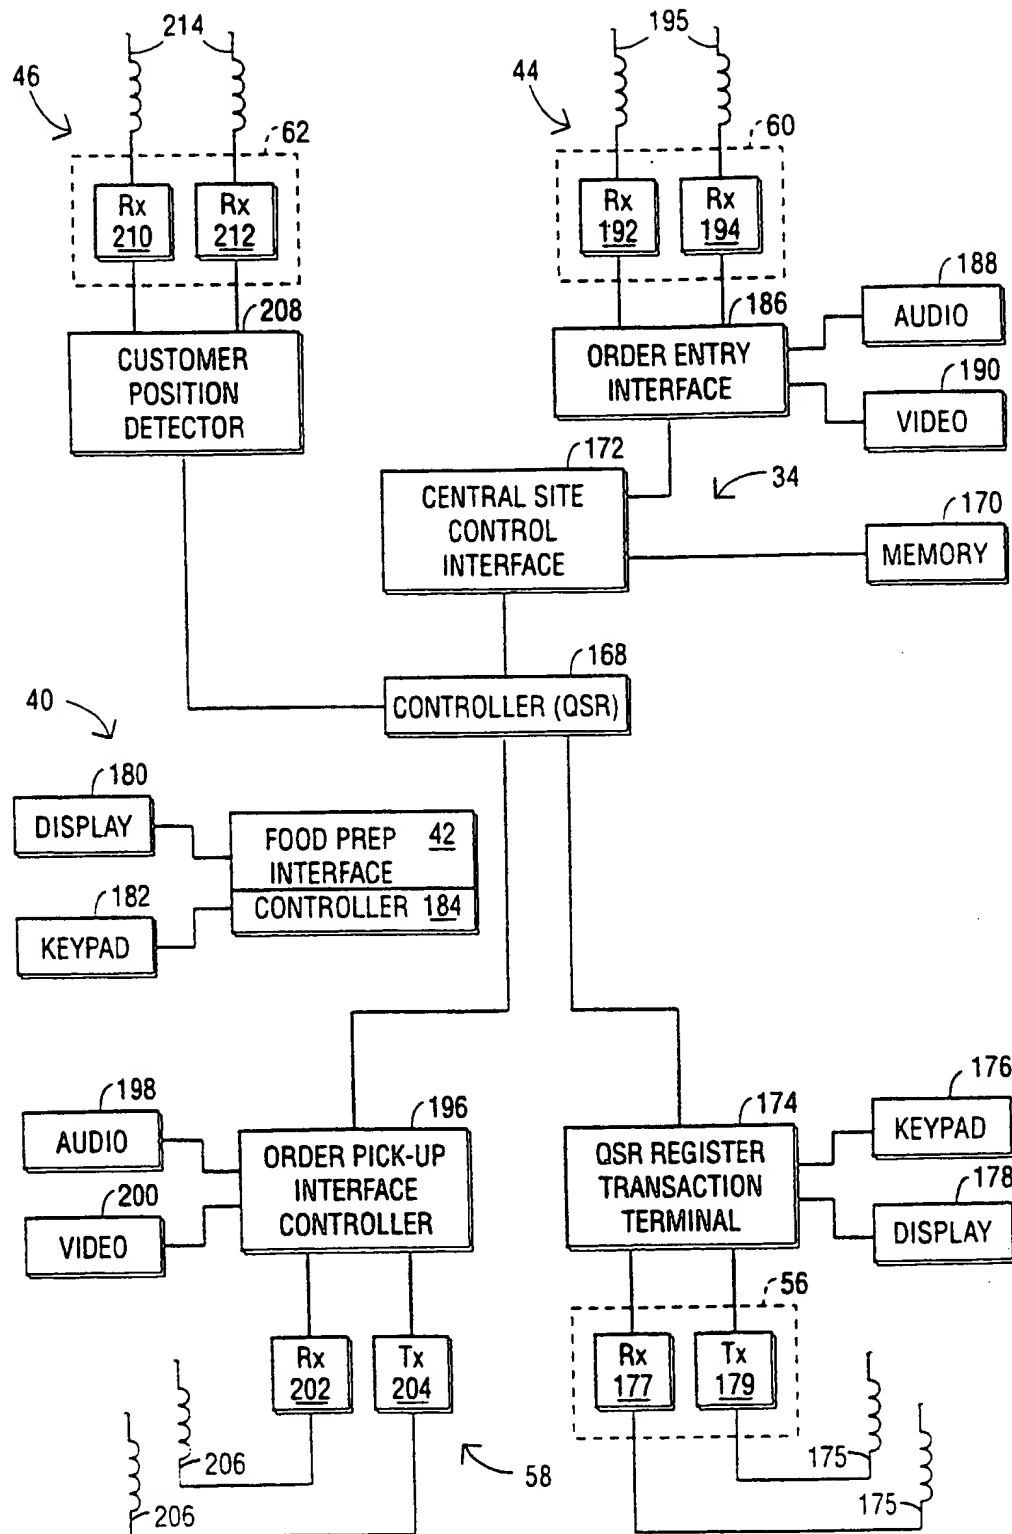 214
195
46
44
62
60
Rx
210
Rx
212
Rx
192
Rx
194
208
186
188
CUSTOMER
POSITION
DETECTOR
ORDER ENTRY
INTERFACE
AUDIO
190
VIDEO
172
34
CENTRAL SITE
CONTROL
INTERFACE
170
MEMORY
168
CONTROLLER (QSR)
40
180
DISPLAY
FOOD PREP 42
INTERFACE
CONTROLLER 184
182
KEYPAD
198
AUDIO
196
ORDER PICK-UP
INTERFACE
CONTROLLER
200
VIDEO
174
QSR REGISTER
TRANSACTION
TERMINAL
176
KEYPAD
178
DISPLAY
56
Rx
202
Tx
204
Rx
177
Tx
179
206
206
58
175
175